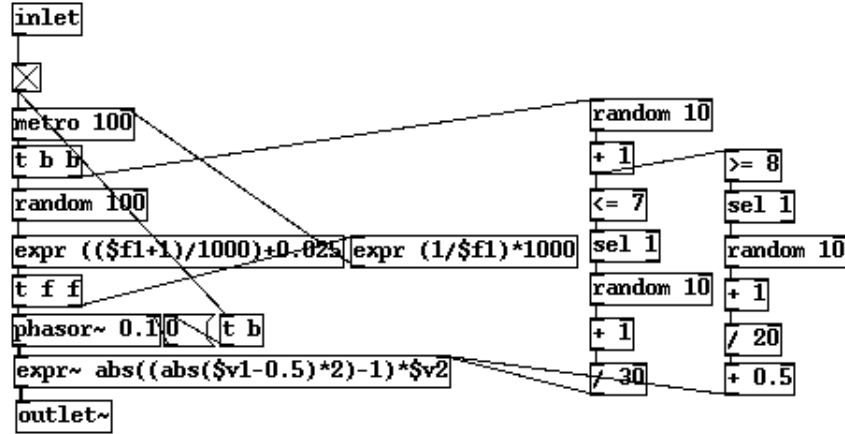 inlet
metro 100
random 10
t b b
+ 1
>= 8
random 100
<= 7
sel 1
expr (($f1+1)/1000)+0.025
expr (1/$f1)*1000
sel 1
random 10
t f f
random 10
+ 1
phasor~ 0.1
0
t b
+ 1
/ 20
expr~ abs((abs($v1-0.5)*2)-1)*$v2
/ 30
+ 0.5
outlet~